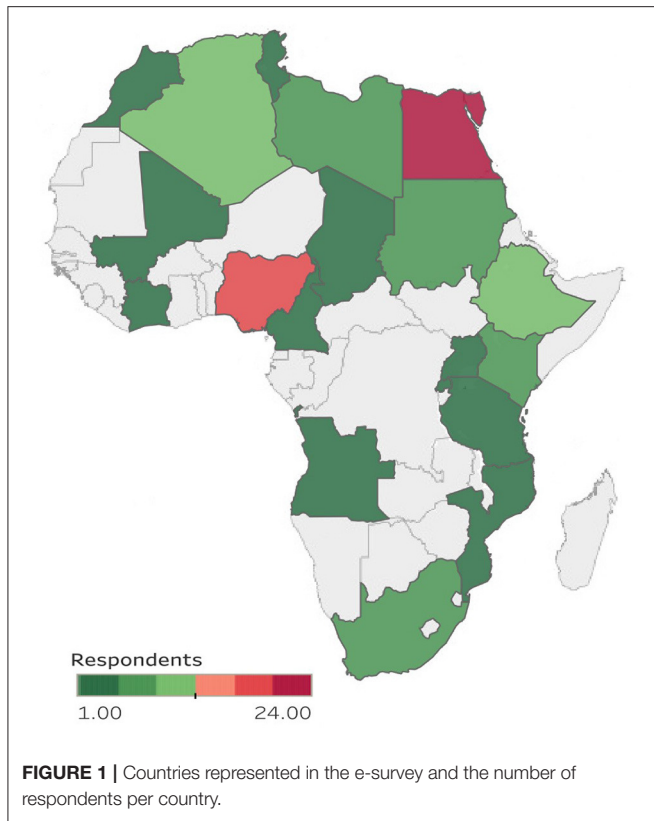 Respondents
1.00 24.00
FIGURE 1 | Countries represented in the e-survey and the number of
respondents per country.